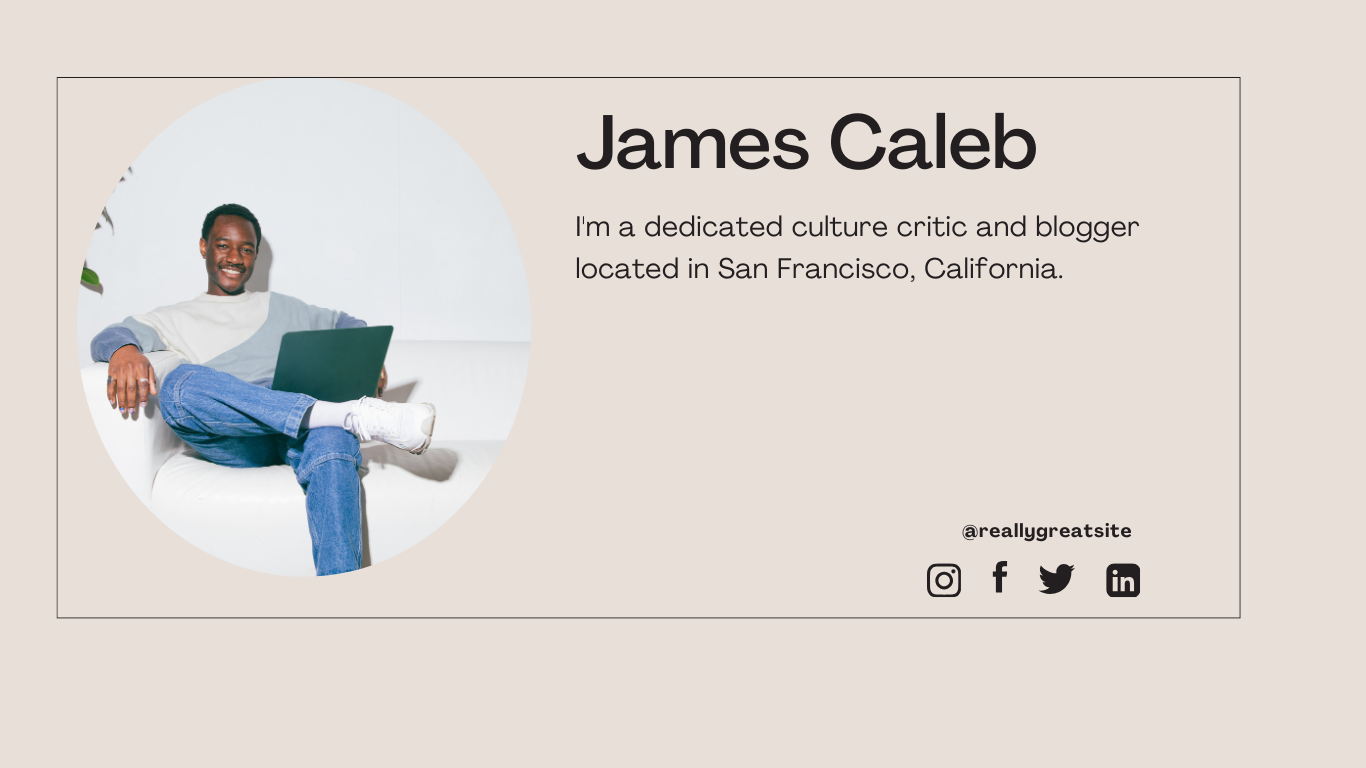 James Caleb
I'm a dedicated culture critic and blogger
located in San Francisco, California.
@reallygreatsite